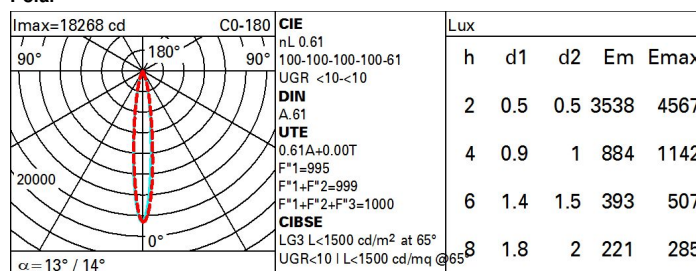 Imax=18268 cd C0-180
90° 180° 90°
20000
0°
α=13° / 14°
CIE
nL 0.61
100-100-100-100-61
UGR <10-<10
DIN
A.61
UTE
0.61A+0.00T
F"1=995
F"1+F"2=999
F"1+F"2+F"3=1000
CIBSE
LG3 L<1500 cd/m² at 65°
UGR<10 | L<1500 cd/mq @65°
Lux
h d1 d2 Em Emax
2 0.5 0.5 3538 4567
4 0.9 1 884 1142
6 1.4 1.5 393 507
8 1.8 2 221 285